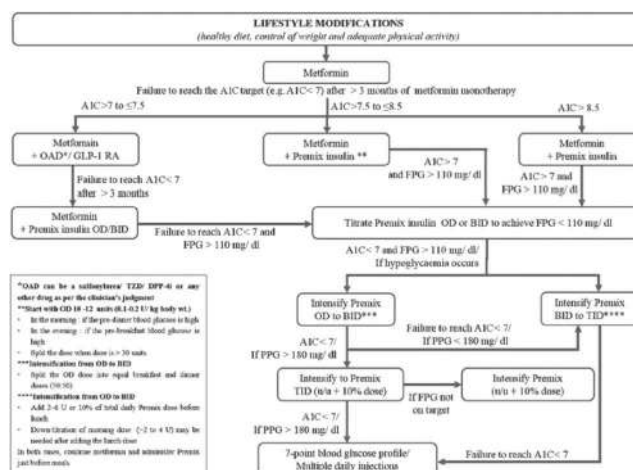 LIFESTYLE MODIFICATIONS
(healthy diet, control of weight and adequate physical activity)
Metformin
Failure to reach the A1C target (e.g. A1C< 7) after > 3 months of metformin monotherapy
A1C>7 to ≤7.5
A1C>7.5 to ≤8.5
A1C> 8.5
Metformin
+ OAD*/ GLP-1 RA
Metformin
+ Premix insulin **
Metformin
+ Premix insulin
Failure to reach A1C< 7
after > 3 months
A1C> 7
and FPG > 110 mg/ dl
A1C > 7 and
FPG > 110 mg/ dl
Metformin
+ Premix insulin OD/BID
Failure to reach A1C< 7 and
FPG > 110 mg/ dl
Titrate Premix insulin OD or BID to achieve FPG < 110 mg/ dl
A1C< 7 and FPG > 110 mg/ dl/
If hypoglycaemia occurs
*OAD can be a sulfonylurea/ TZD/ DPP-4i or any
other drug as per the clinician's judgment
**Start with OD 10 -12 units (0.1-0.2 U/ kg body wt.)
• In the morning : if the pre-dinner blood glucose is high
• In the evening : if the pre-breakfast blood glucose is
high
• Split the dose when dose is > 30 units
***Intensification from OD to BID
• Split the OD dose into equal breakfast and dinner
doses (50:50)
****Intensification from OD to BID
• Add 2-6 U or 10% of total daily Premix dose before
lunch
• Down titration of morning dose (−2 to 4 U) may be
needed after adding the lunch dose
In both cases, continue metformin and administer Premix
just before meals
Intensify Premix
OD to BID***
Intensify Premix
BID to TID****
Failure to reach A1C< 7/
If PPG < 180 mg/ dl
A1C< 7/
If PPG > 180 mg/ dl
Intensify to Premix
TID (n/u + 10% dose)
If FPG not
on target
Intensify Premix
(n/u + 10% dose)
A1C< 7/
If PPG > 180 mg/ dl
7-point blood glucose profile/
Multiple daily injections
Failure to reach A1C< 7